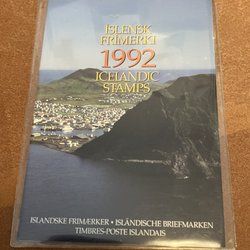 ÍSLENSK
FRÍMERKI
1992
ICELANDIC
STAMPS
ISLANDSKE FRIMÆRKER • ISLÄNDISCHE BRIEFMARKEN
TIMBRES-POSTE ISLANDAIS